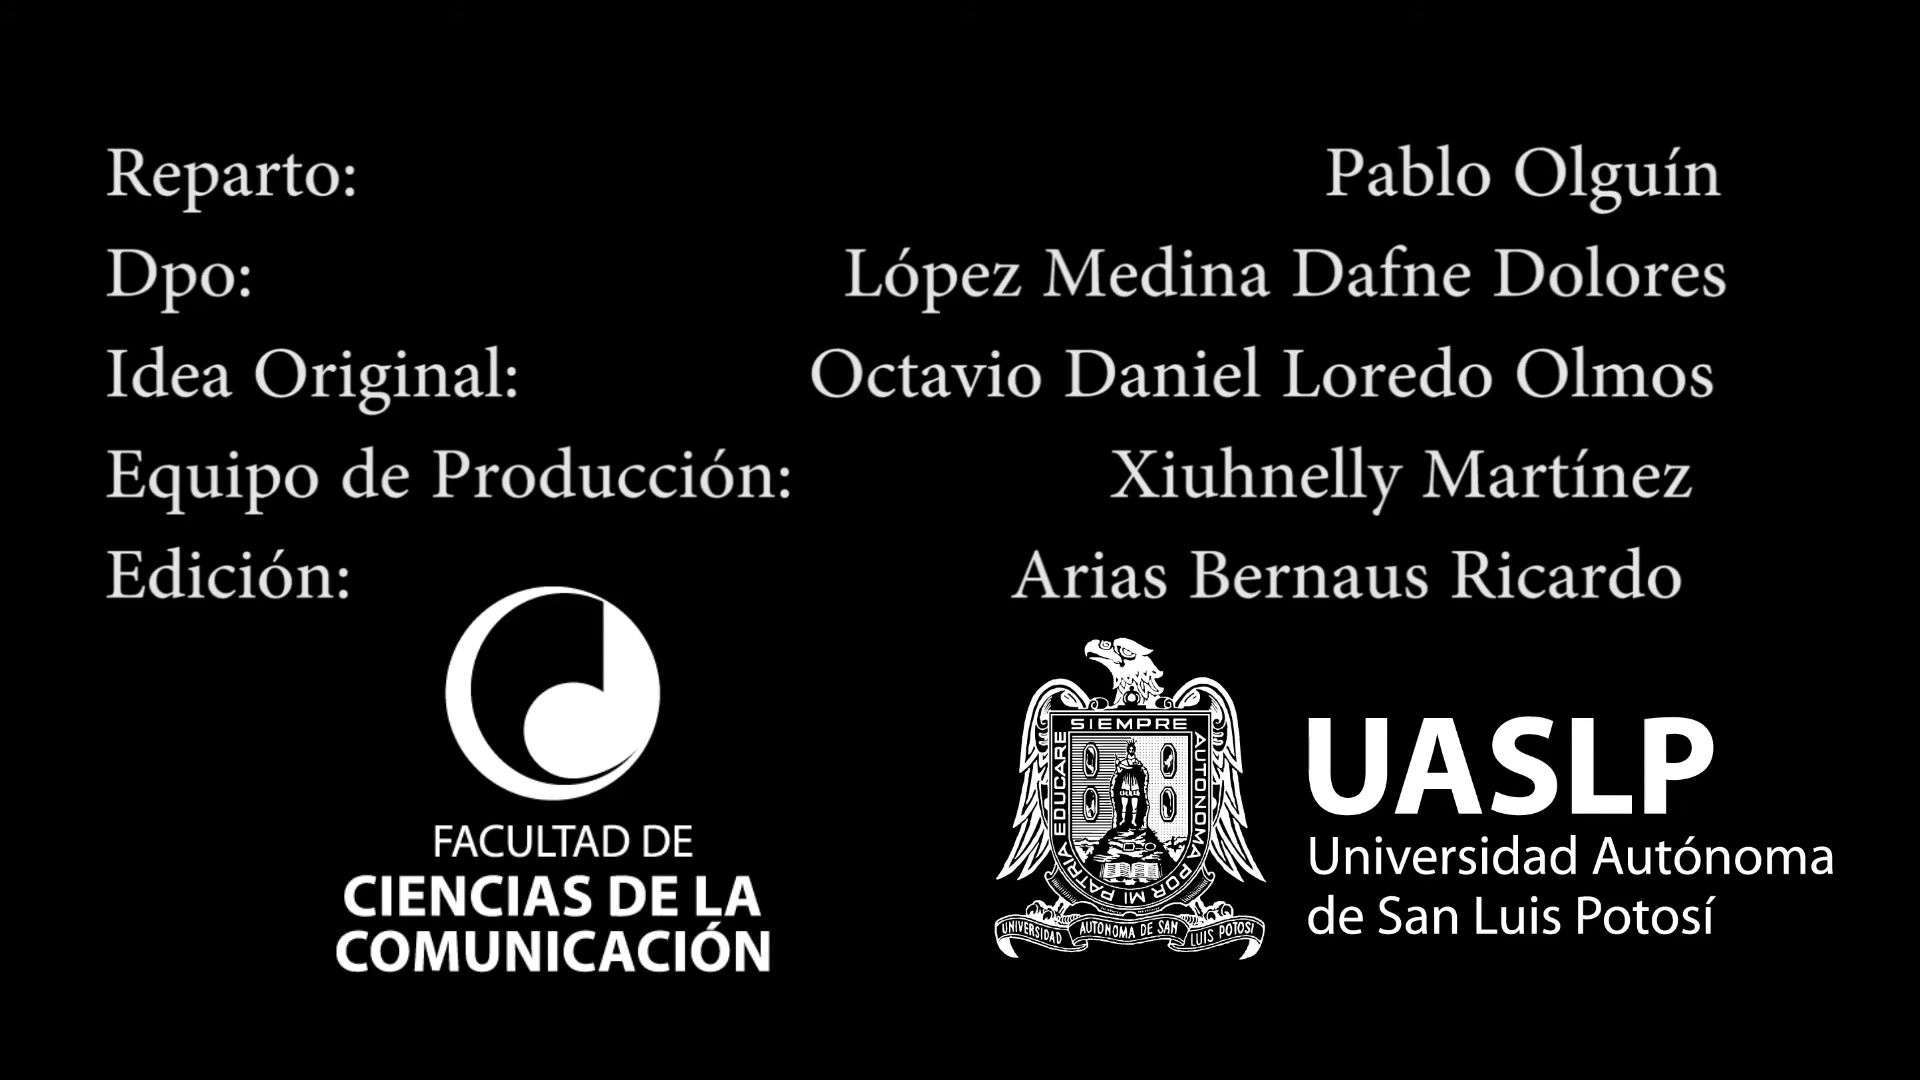 Reparto: Pablo Olguín
Dpo: López Medina Dafne Dolores
Idea Original: Octavio Daniel Loredo Olmos
Equipo de Producción: Xiuhnelly Martínez
Edición: Arias Bernaus Ricardo
FACULTAD DE
CIENCIAS DE LA
COMUNICACIÓN
SIEMPRE AUTONOMA POR MI PATRIA EDUCARE
UNIVERSIDAD AUTONOMA DE SAN LUIS POTOSI
UASLP
Universidad Autónoma
de San Luis Potosí